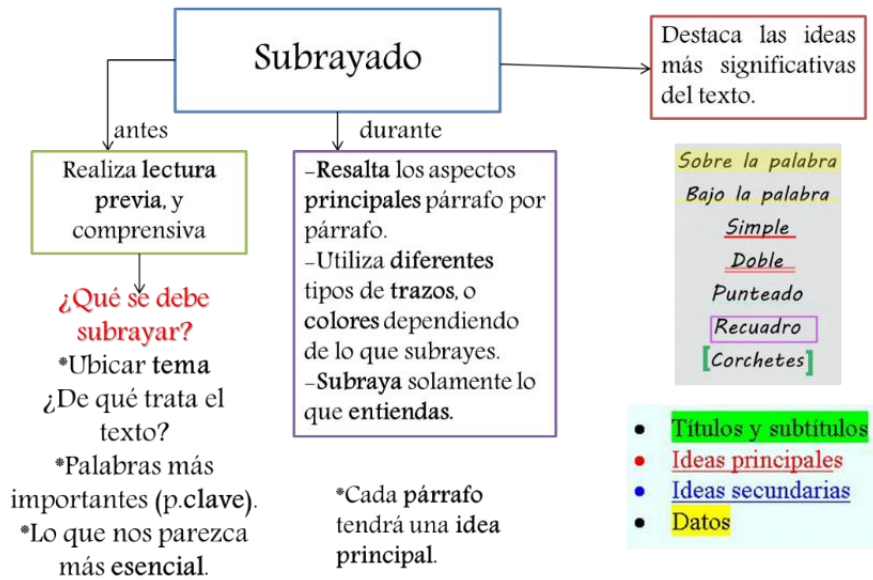 Subrayado
Destaca las ideas
más significativas
del texto.
antes
durante
Realiza lectura
previa, y
comprensiva
¿Qué se debe
subrayar?
*Ubicar tema
¿De qué trata el
texto?
*Palabras más
importantes (p.clave).
*Lo que nos parezca
más esencial.
-Resalta los aspectos
principales párrafo por
párrafo.
-Utiliza diferentes
tipos de trazos, o
colores dependiendo
de lo que subrayes.
-Subraya solamente lo
que entiendas.
*Cada párrafo
tendrá una idea
principal.
Sobre la palabra
Bajo la palabra
Simple
Doble
Punteado
Recuadro
[Corchetes]
• Títulos y subtítulos
• Ideas principales
• Ideas secundarias
• Datos